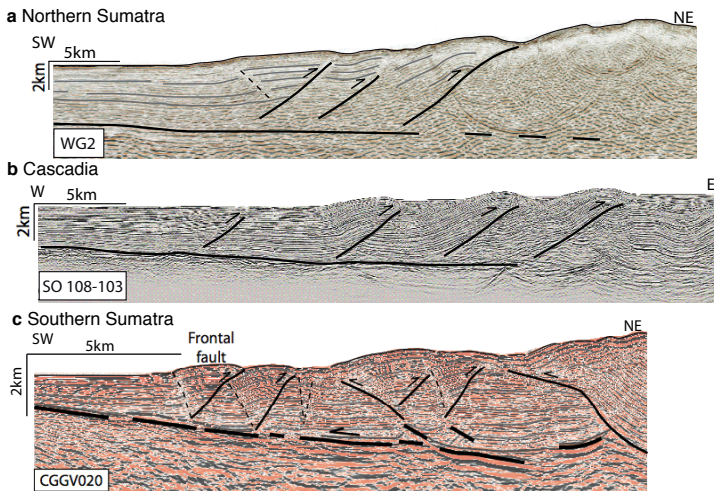 a Northern Sumatra
NE
SW
5km
2km
WG2
b Cascadia
W
5km
E
2km
SO 108-103
c Southern Sumatra
SW
Frontal
fault
NE
5km
2km
CGGV020